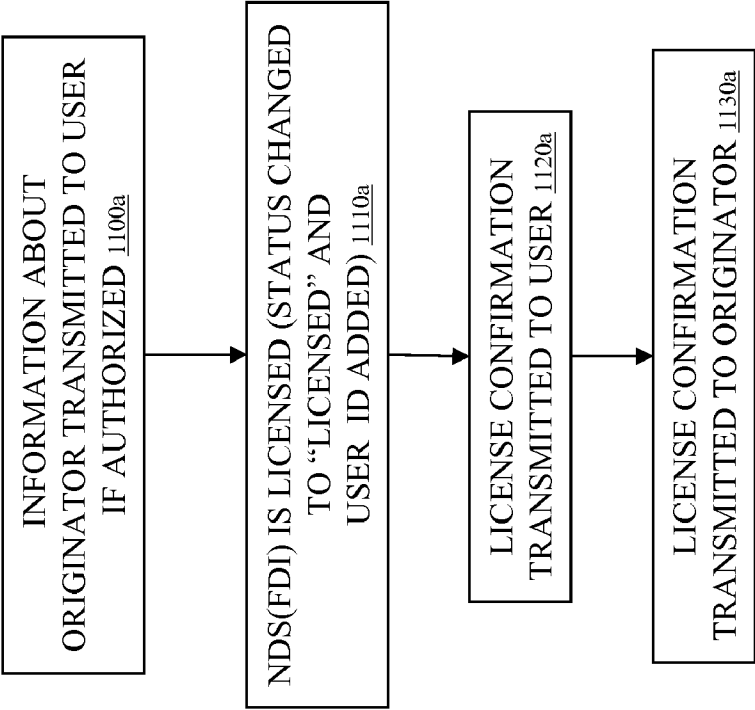 INFORMATION ABOUT
ORIGINATOR TRANSMITTED TO USER
IF AUTHORIZED 1100a
NDS(FDI) IS LICENSED (STATUS CHANGED
TO “LICENSED” AND
USER ID ADDED) 1110a
LICENSE CONFIRMATION
TRANSMITTED TO USER 1120a
LICENSE CONFIRMATION
TRANSMITTED TO ORIGINATOR 1130a